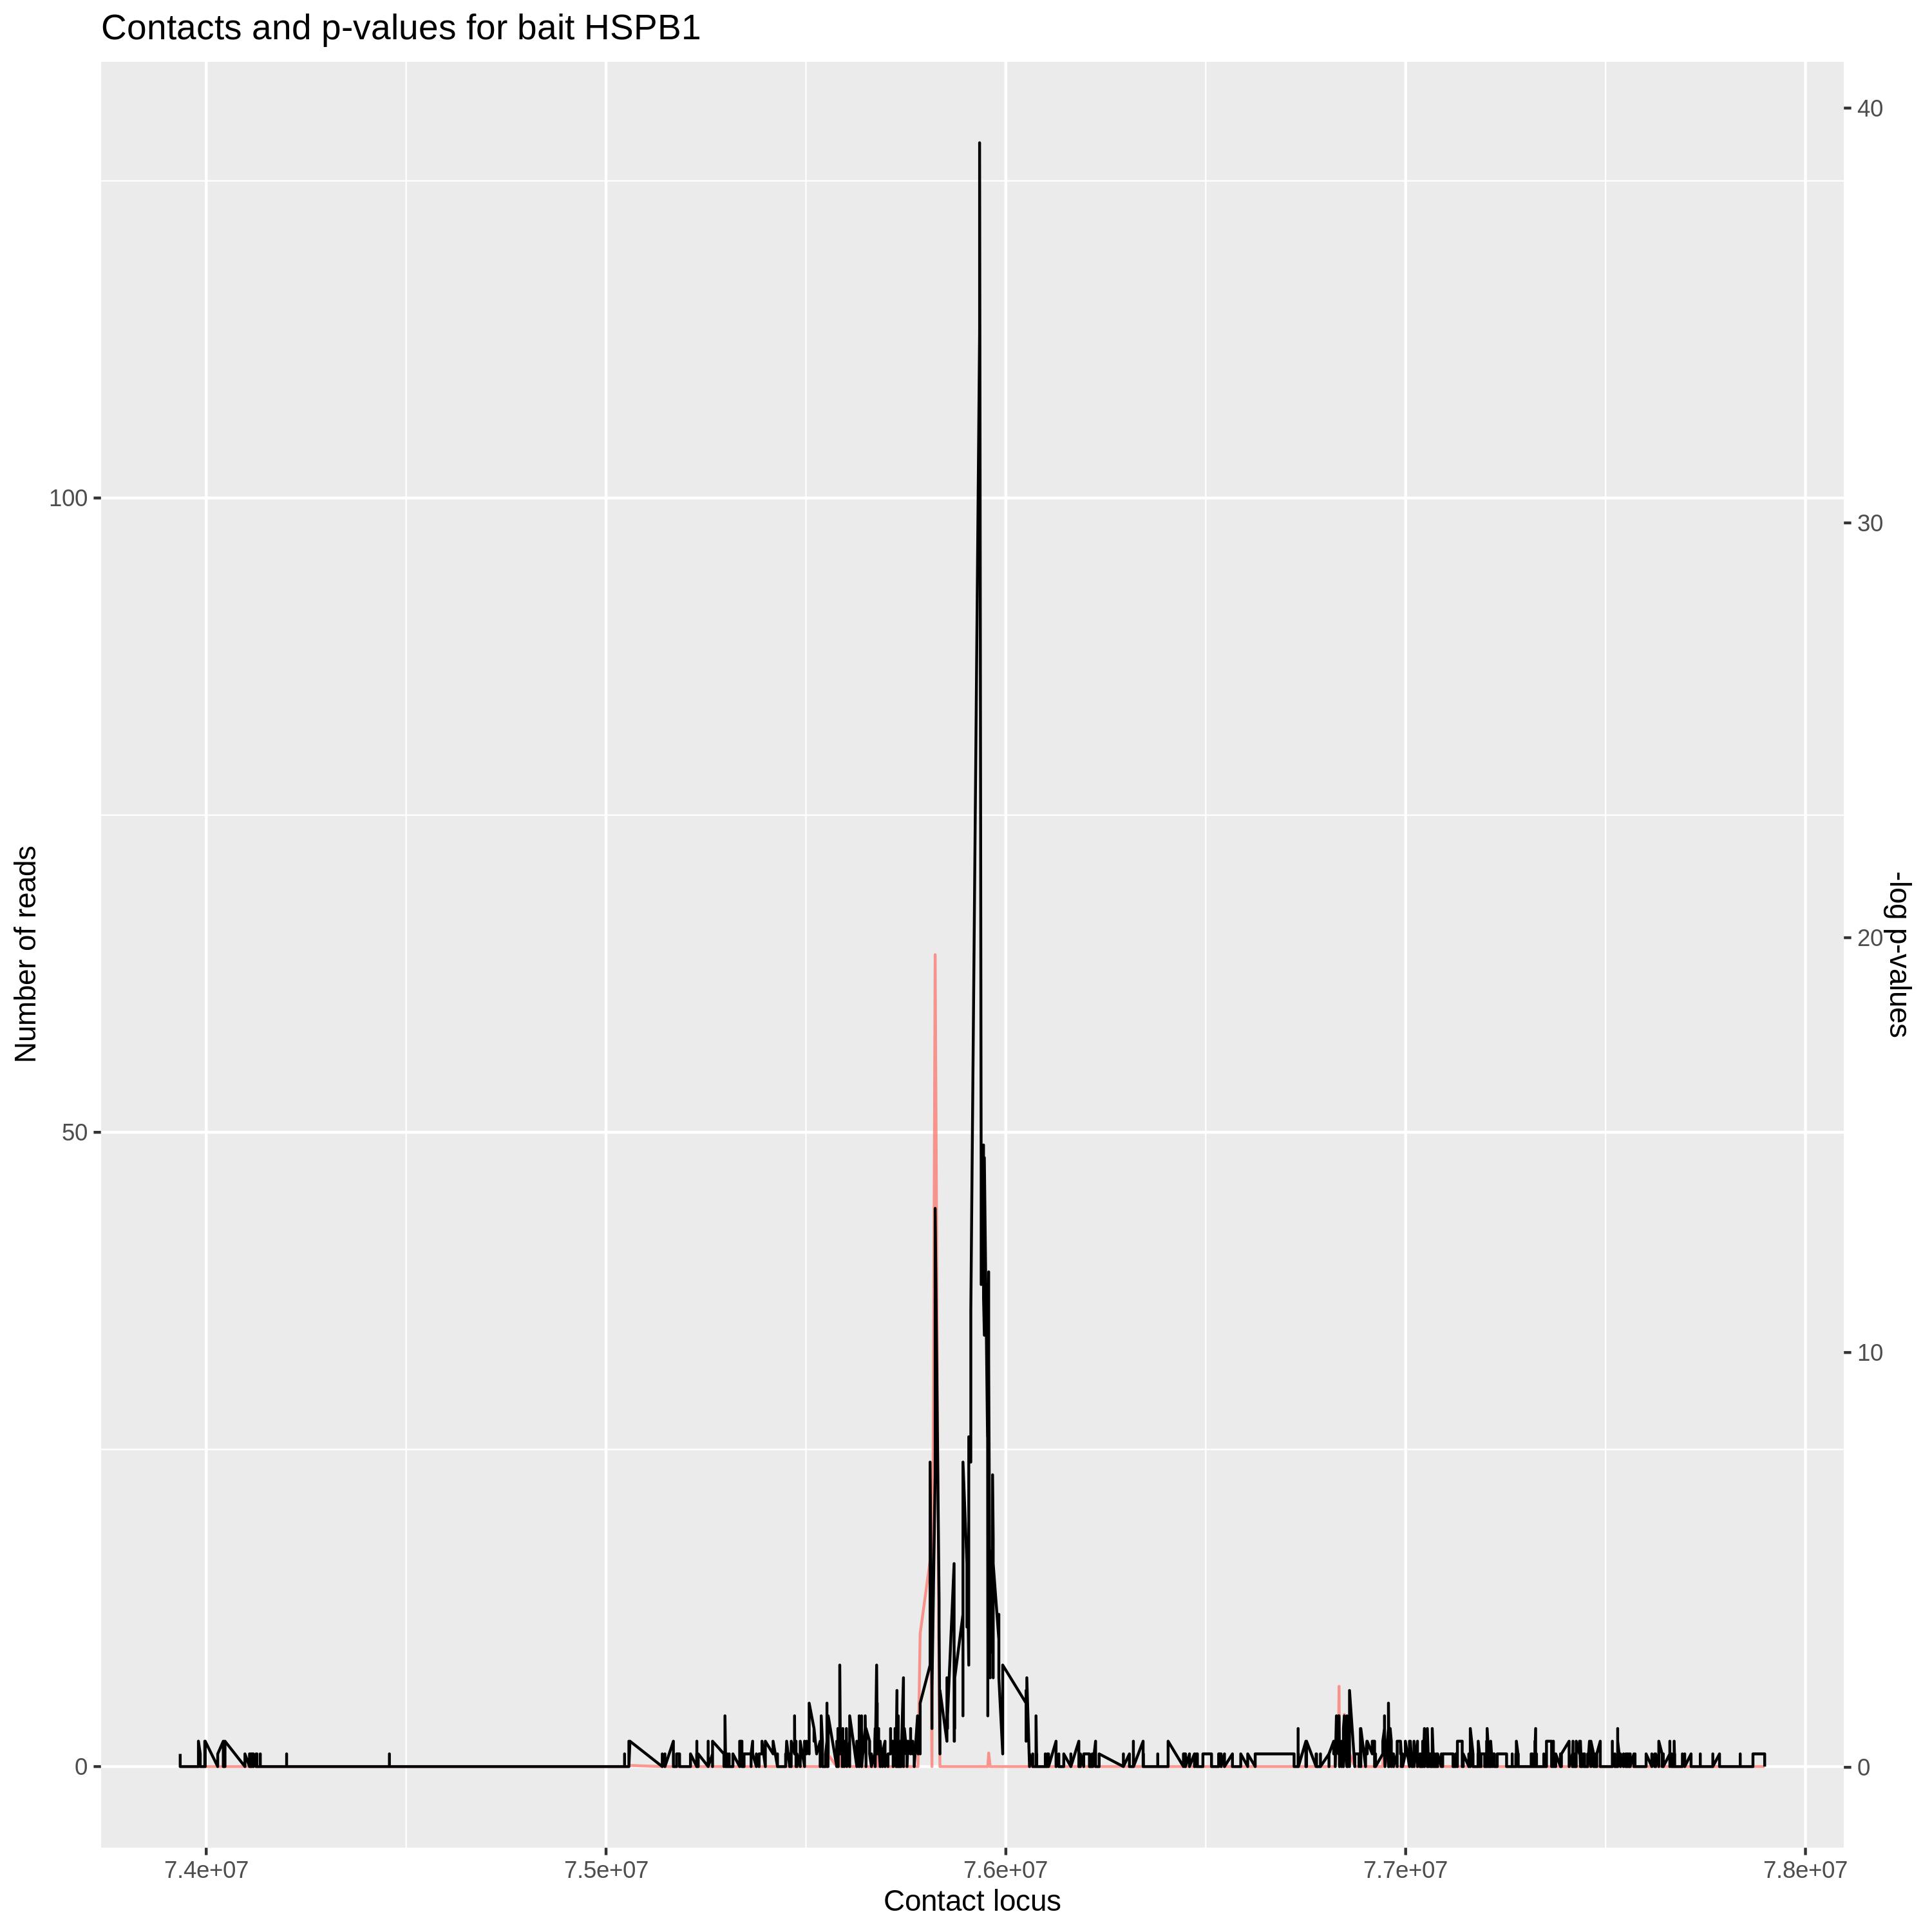 Contacts and p-values for bait HSPB1
Number of reads
100
50
0
40
30
20
10
0
-log p-values
7.4e+07
7.5e+07
7.6e+07
7.7e+07
7.8e+07
Contact locus